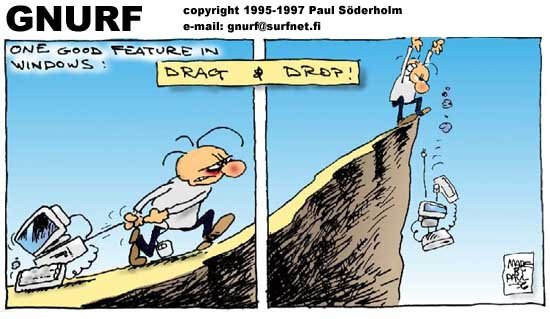 GNURF
copyright 1995-1997 Paul Söderholm
e-mail: gnurf@surfnet.fi
ONE GOOD FEATURE IN
WINDOWS:
DRAG & DROP!
MADE
BY